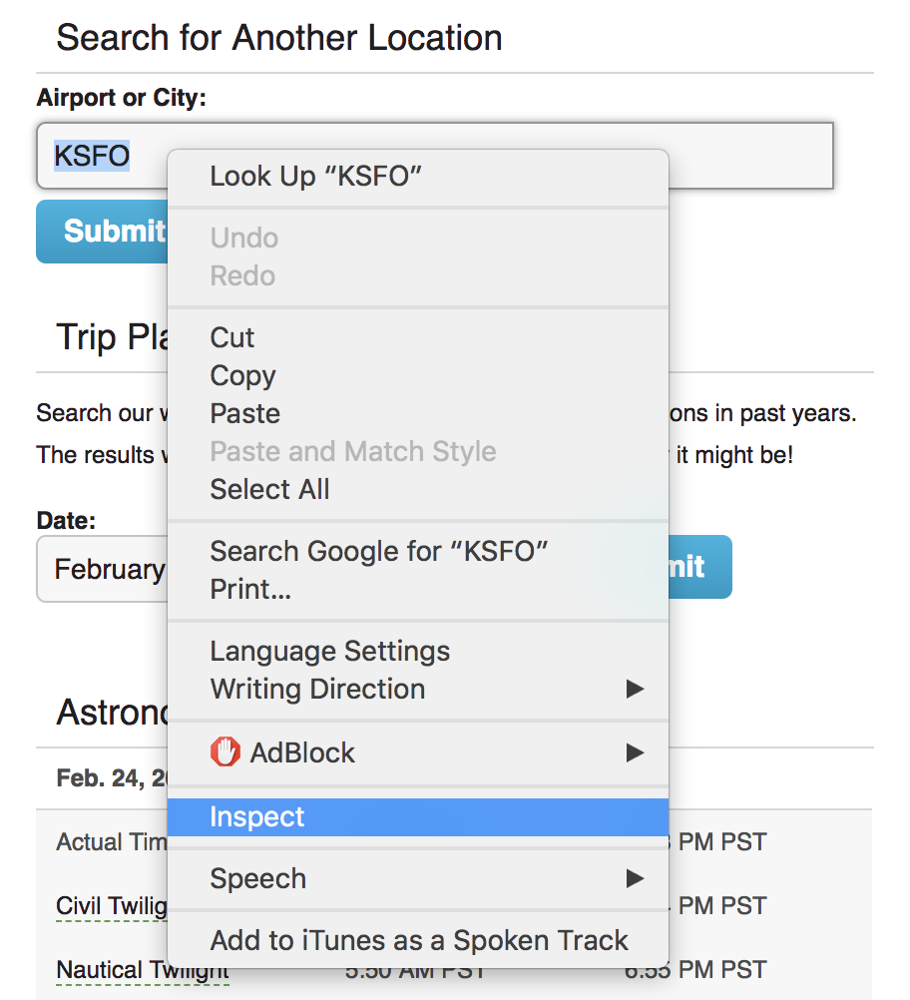 Search for Another Location
Airport or City:
KSFO
Look Up “KSFO”
Submit
Undo
Redo
Trip Pla
Cut
Copy
Search our w
Paste
ons in past years.
The results w
Paste and Match Style
it might be!
Select All
Date:
February
Search Google for “KSFO”
mit
Print...
Language Settings
Writing Direction
Astrono
AdBlock
Feb. 24, 20
Inspect
Actual Tim
PM PST
Speech
Civil Twilig
PM PST
Add to iTunes as a Spoken Track
Nautical Twilight 5:50 AM PST 6:55 PM PST